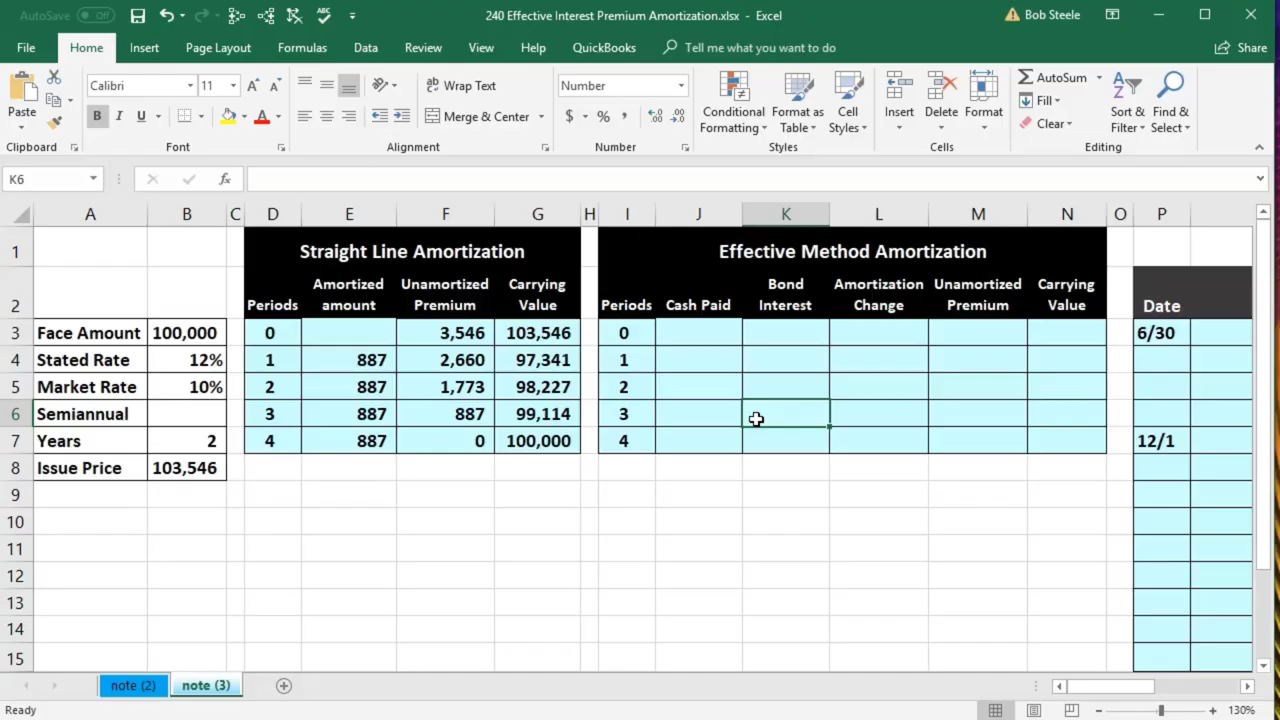 AutoSave Off 240 Effective Interest Premium Amortization.xlsx - Excel Bob Steele
File Home Insert Page Layout Formulas Data Review View Help QuickBooks Tell me what you want to do Share
Paste Calibri 11 A A Wrap Text Number Conditional Formatting Format as Table Cell Styles Insert Delete Format AutoSum Fill Clear Sort & Filter Find & Select
B I U Merge & Center $ % ,
Clipboard Font Alignment Number Styles Cells Editing
K6 fx
A B C D E F G H I J K L M N O P
1 Straight Line Amortization Effective Method Amortization
2 Periods Amortized amount Unamortized Premium Carrying Value Periods Cash Paid Bond Interest Amortization Change Unamortized Premium Carrying Value Date
3 Face Amount 100,000 0 3,546 103,546 0 6/30
4 Stated Rate 12% 1 887 2,660 97,341 1
5 Market Rate 10% 2 887 1,773 98,227 2
6 Semiannual 3 887 887 99,114 3
7 Years 2 4 887 0 100,000 4 12/1
8 Issue Price 103,546
9
10
11
12
13
14
15
note (2) note (3)
Ready 130%